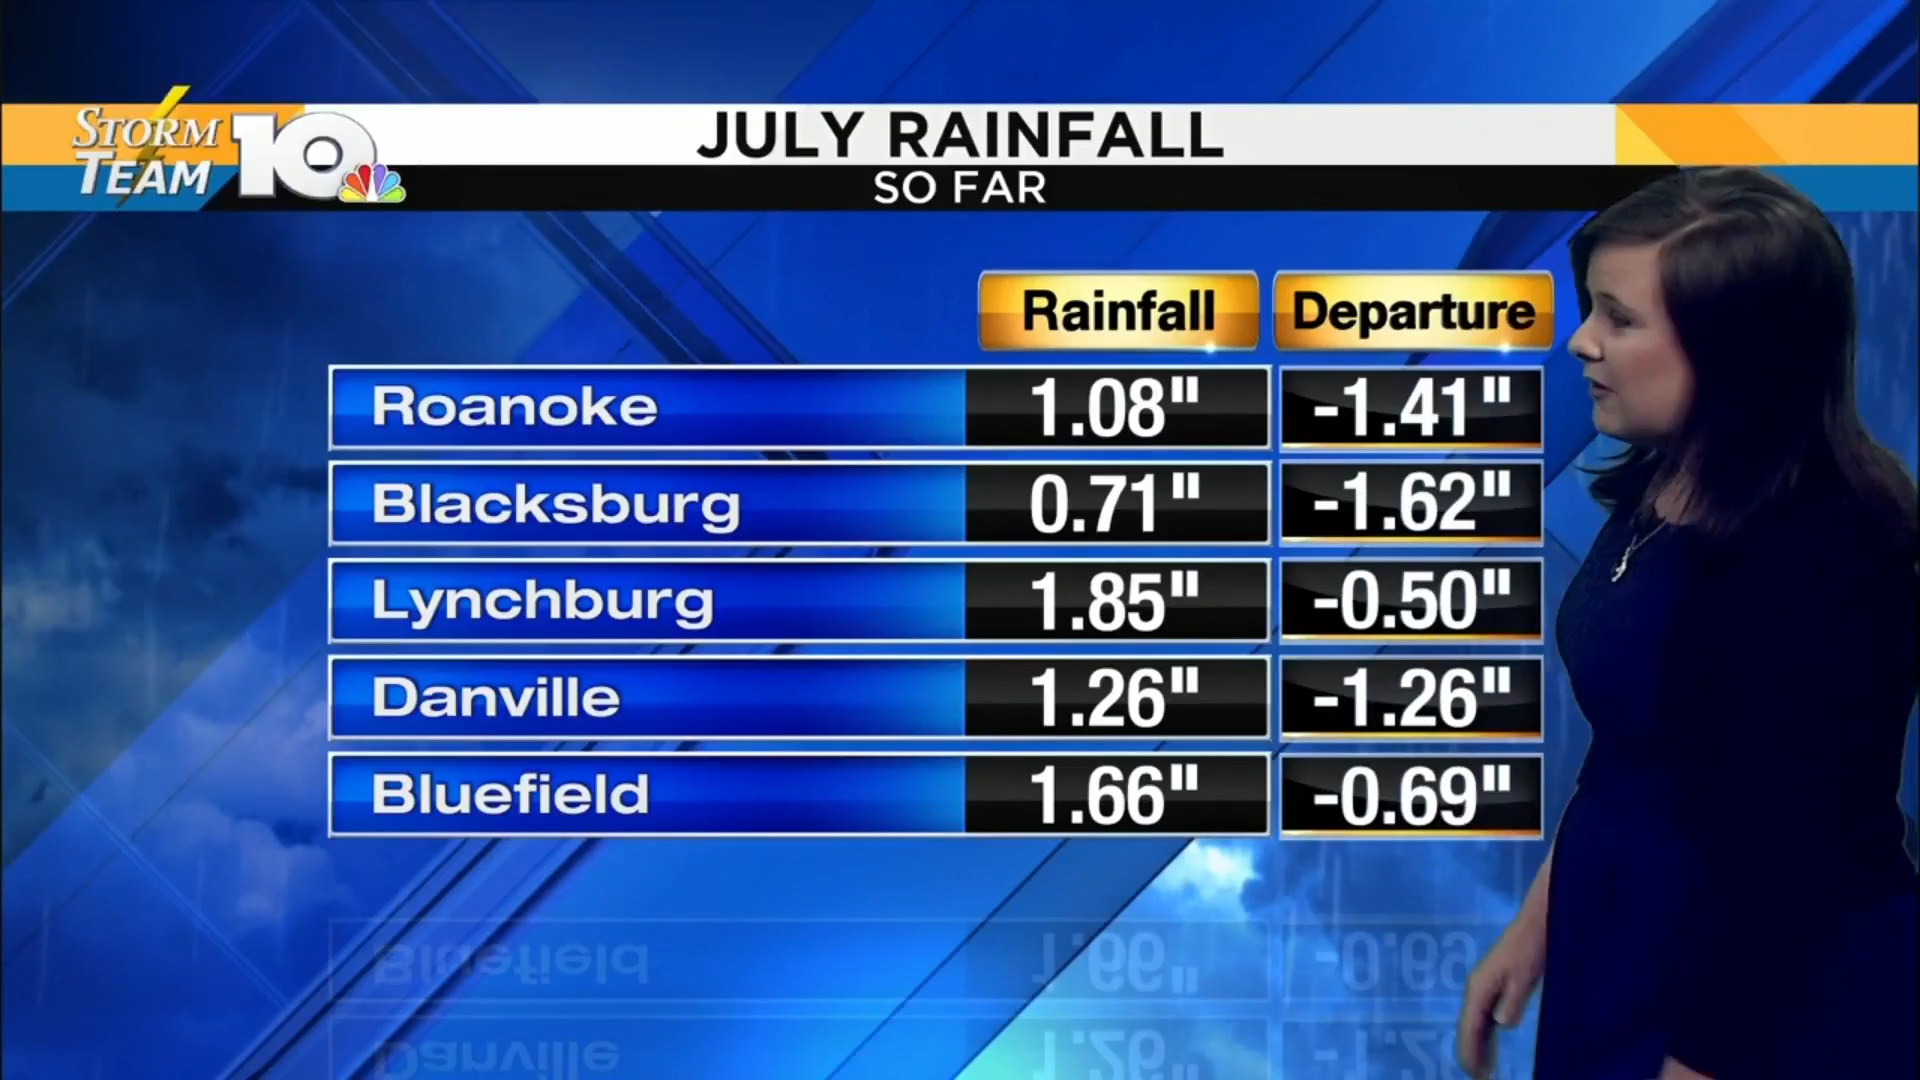 STORM
TEAM 10
JULY RAINFALL
SO FAR
Rainfall Departure
Roanoke 1.08" -1.41"
Blacksburg 0.71" -1.62"
Lynchburg 1.85" -0.50"
Danville 1.26" -1.26"
Bluefield 1.66" -0.69"